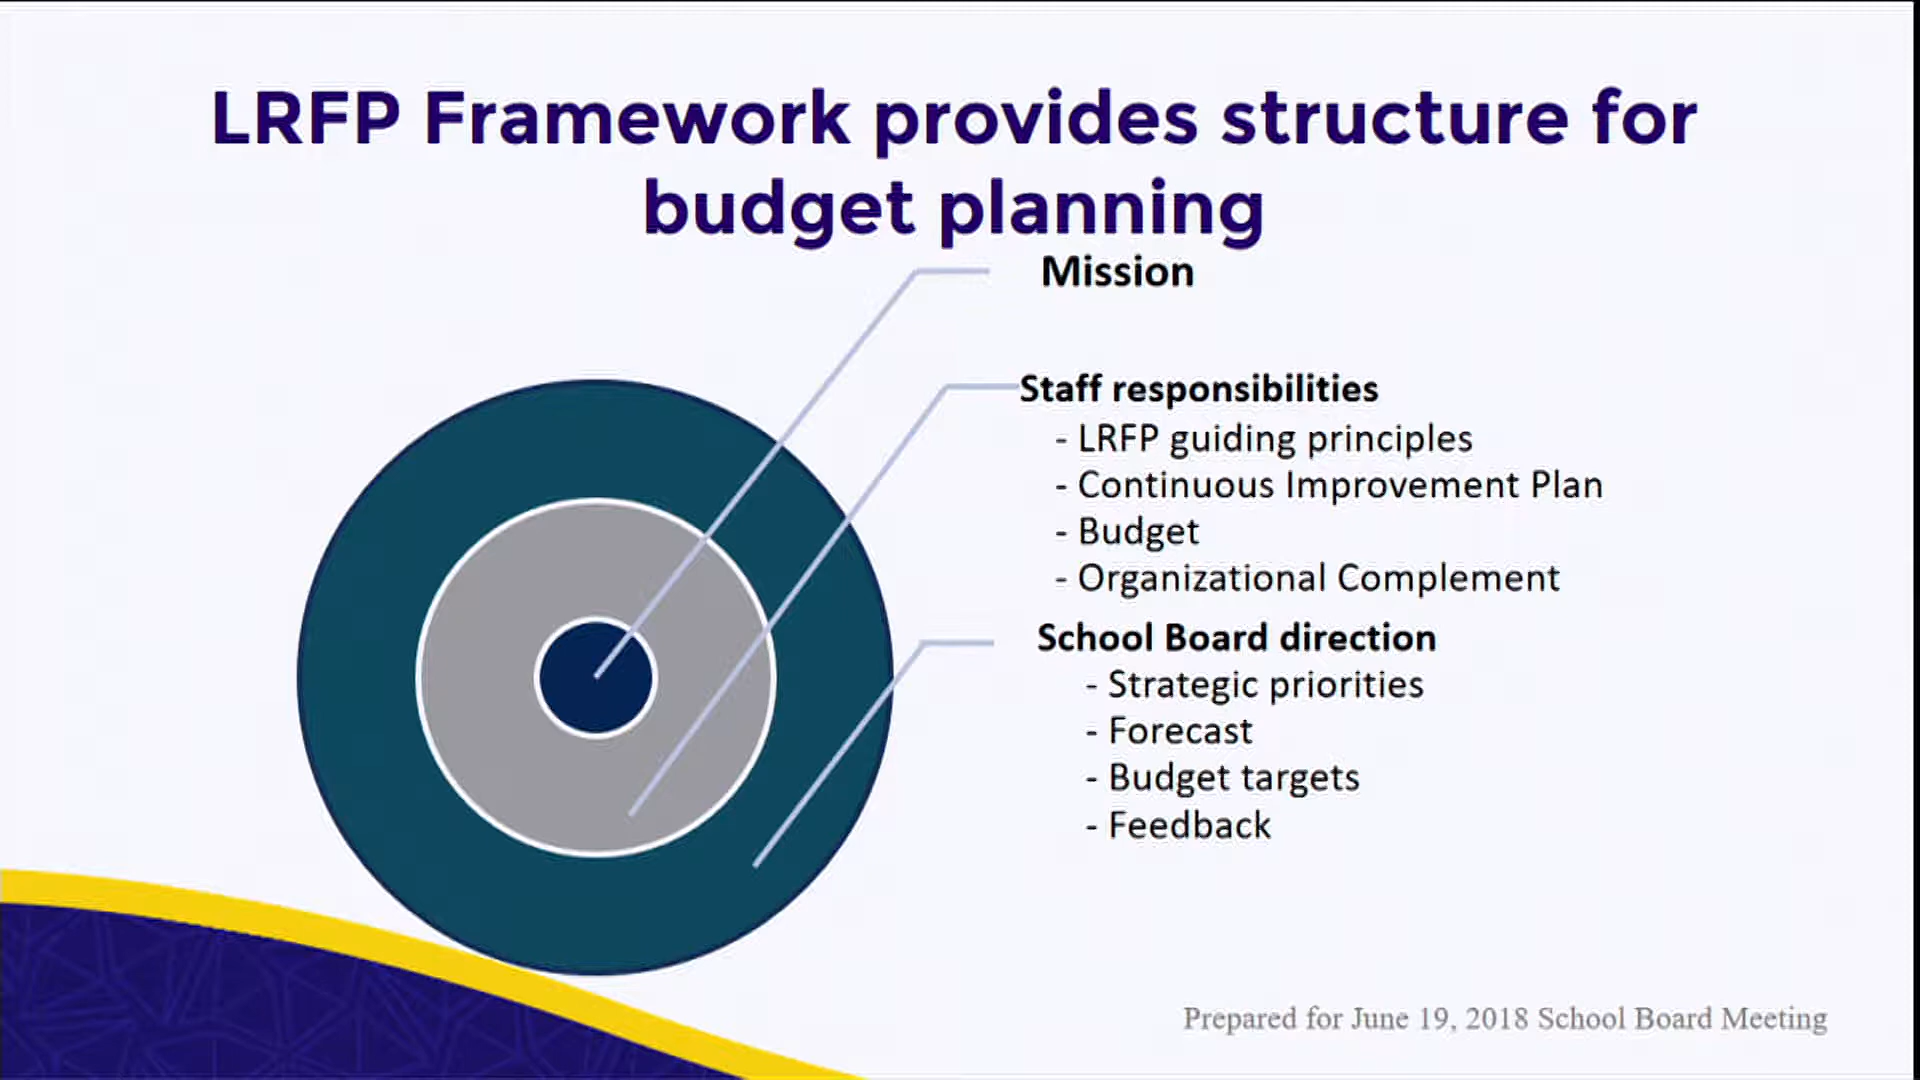 LRFP Framework provides structure for
budget planning
Mission
Staff responsibilities
- LRFP guiding principles
- Continuous Improvement Plan
- Budget
- Organizational Complement
School Board direction
- Strategic priorities
- Forecast
- Budget targets
- Feedback
Prepared for June 19, 2018 School Board Meeting